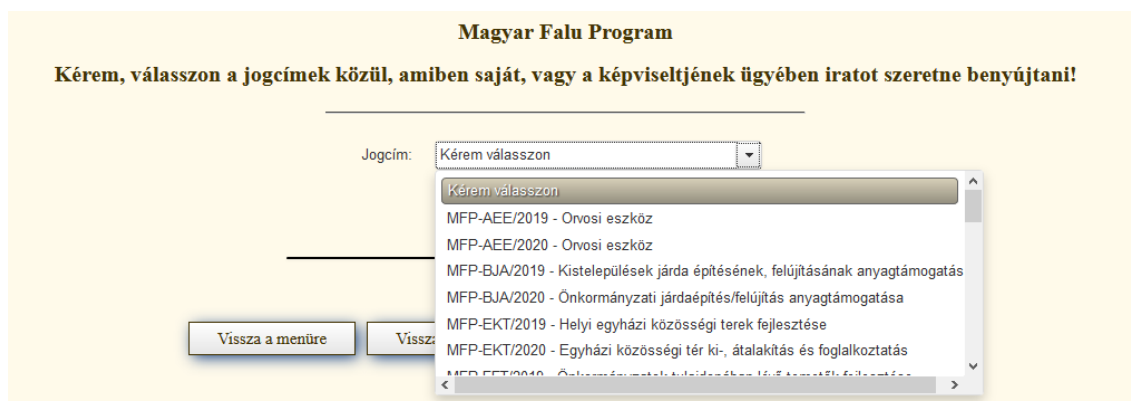 Magyar Falu Program
Kérem, válasszon a jogcímek közül, amiben saját, vagy a képviseltjének ügyében iratot szeretne benyújtani!
Jogcím: Kérem válasszon
Kérem válasszon
MFP-AEE/2019 - Orvosi eszköz
MFP-AEE/2020 - Orvosi eszköz
MFP-BJA/2019 - Kistelepülések járda építésének, felújításának anyagtámogatás
MFP-BJA/2020 - Önkormányzati járdaépítés/felújítás anyagtámogatása
MFP-EKT/2019 - Helyi egyházi közösségi terek fejlesztése
MFP-EKT/2020 - Egyházi közösségi tér ki-, átalakítás és foglalkoztatás
Vissza a menüre